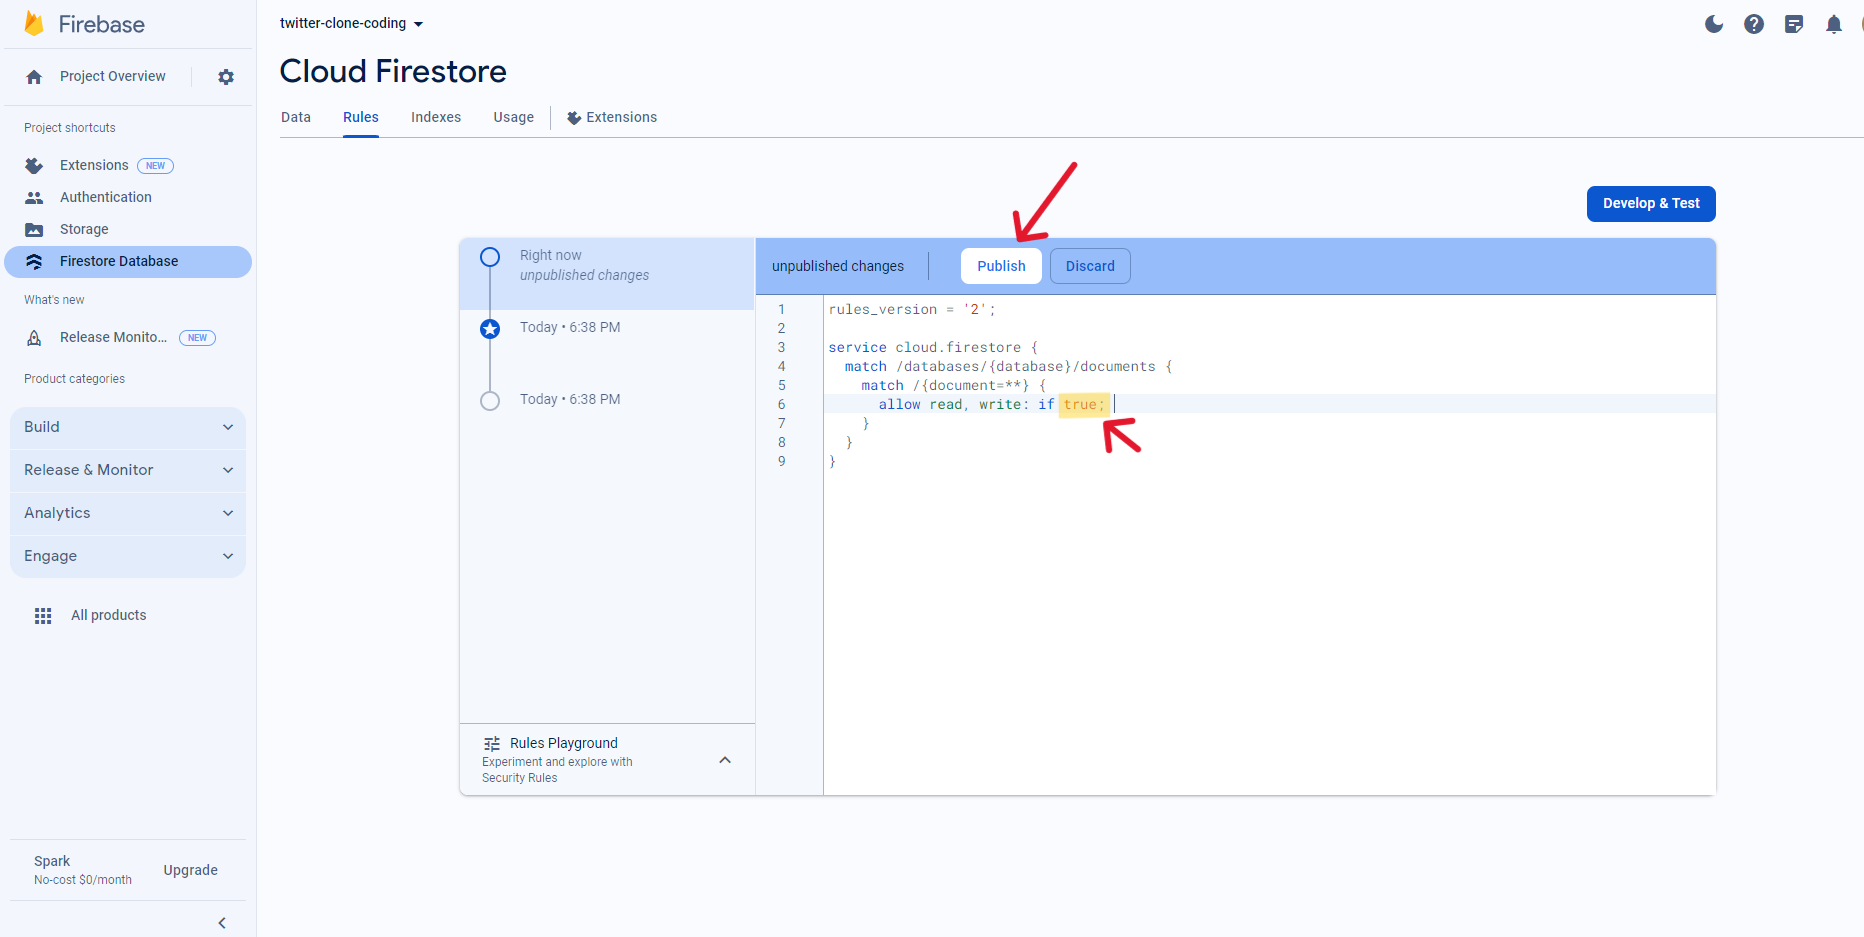 Firebase
Project Overview
Project shortcuts
Extensions NEW
Authentication
Storage
Firestore Database
What's new
Release Monito... NEW
Product categories
Build
Release & Monitor
Analytics
Engage
All products
Spark
No-cost $0/month
Upgrade
twitter-clone-coding
Cloud Firestore
Data Rules Indexes Usage Extensions
Develop & Test
Right now
unpublished changes
Today • 6:38 PM
Today • 6:38 PM
Rules Playground
Experiment and explore with
Security Rules
unpublished changes Publish Discard
1 rules_version = '2';
2
3 service cloud.firestore {
4 match /databases/{database}/documents {
5 match /{document=**} {
6 allow read, write: if true;
7 }
8 }
9 }